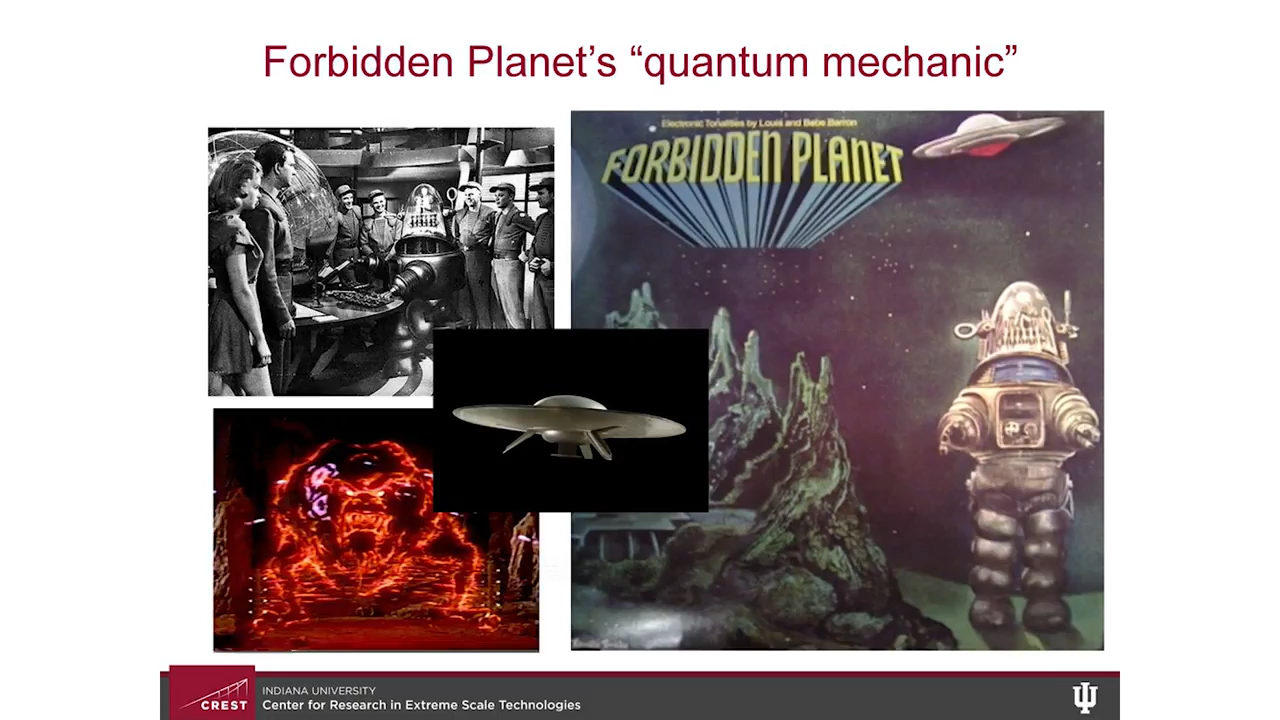 Forbidden Planet’s “quantum mechanic”
Electronic Tonalities by Louis and Bebe Barron
FORBIDDEN PLANET
CREST
INDIANA UNIVERSITY
Center for Research in Extreme Scale Technologies